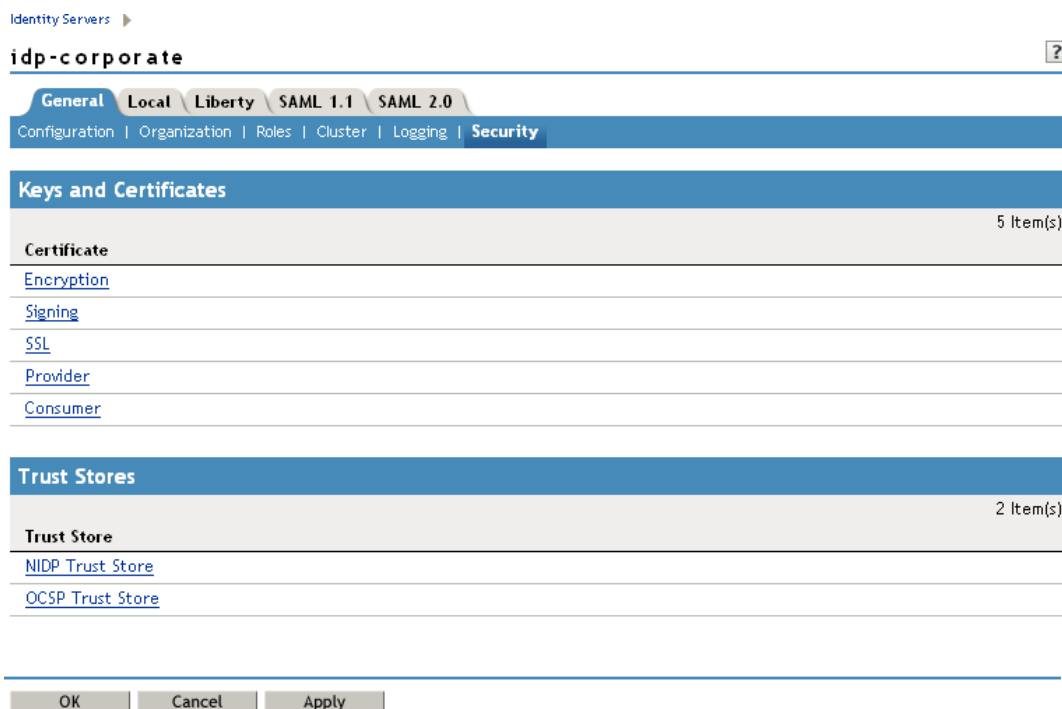 Identity Servers
idp-corporate ?
General Local Liberty SAML 1.1 SAML 2.0
Configuration | Organization | Roles | Cluster | Logging | Security
Keys and Certificates
5 Item(s)
Certificate
Encryption
Signing
SSL
Provider
Consumer
Trust Stores
2 Item(s)
Trust Store
NIDP Trust Store
OCSP Trust Store
OK Cancel Apply